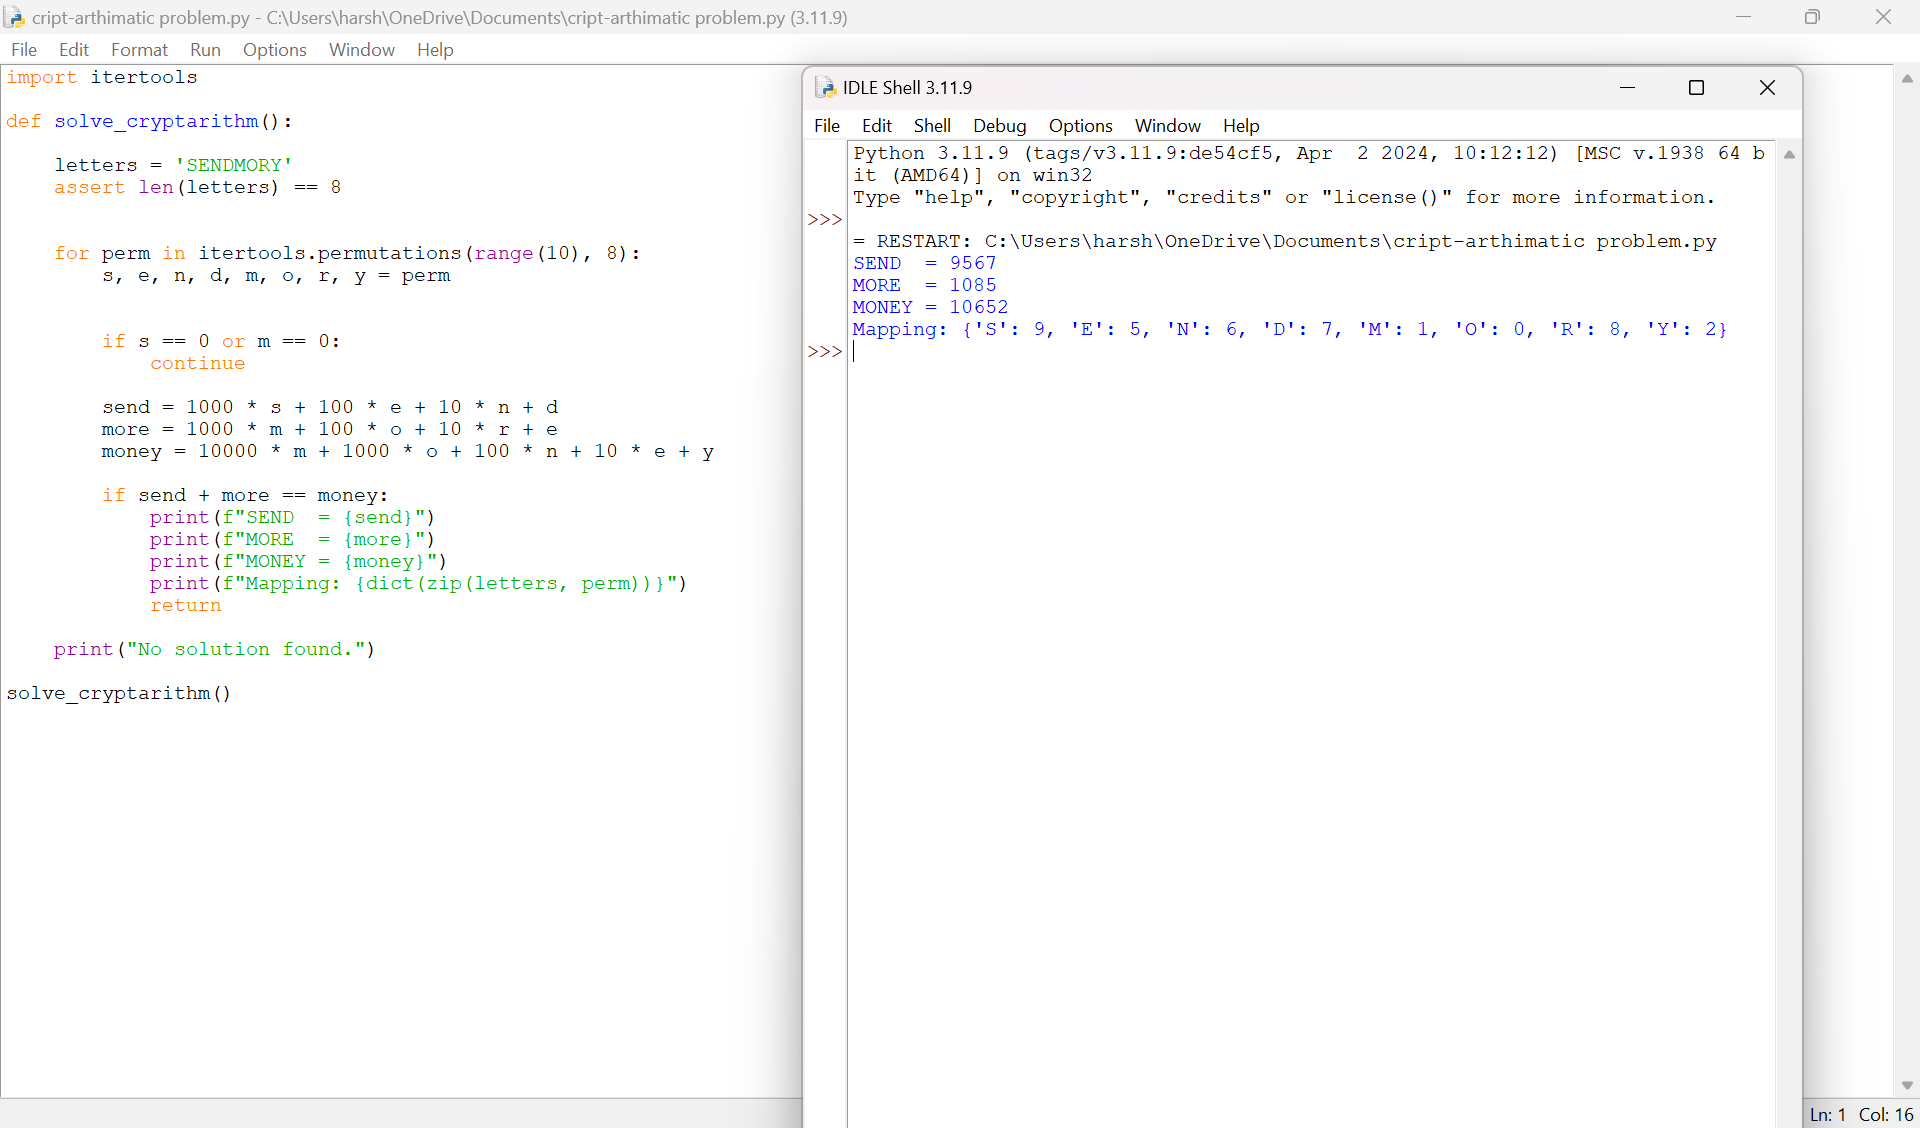 cript-arthimatic problem.py - C:\Users\harsh\OneDrive\Documents\cript-arthimatic problem.py (3.11.9)
File Edit Format Run Options Window Help
import itertools
def solve_cryptarithm():
    letters = 'SENDMORY'
    assert len(letters) == 8
    for perm in itertools.permutations(range(10), 8):
        s, e, n, d, m, o, r, y = perm
        if s == 0 or m == 0:
            continue
        send = 1000 * s + 100 * e + 10 * n + d
        more = 1000 * m + 100 * o + 10 * r + e
        money = 10000 * m + 1000 * o + 100 * n + 10 * e + y
        if send + more == money:
            print(f"SEND  = {send}")
            print(f"MORE  = {more}")
            print(f"MONEY = {money}")
            print(f"Mapping: {dict(zip(letters, perm))}")
            return
    print("No solution found.")
solve_cryptarithm()
IDLE Shell 3.11.9
File Edit Shell Debug Options Window Help
Python 3.11.9 (tags/v3.11.9:de54cf5, Apr  2 2024, 10:12:12) [MSC v.1938 64 b
it (AMD64)] on win32
Type "help", "copyright", "credits" or "license()" for more information.
>>>
= RESTART: C:\Users\harsh\OneDrive\Documents\cript-arthimatic problem.py
SEND  = 9567
MORE  = 1085
MONEY = 10652
Mapping: {'S': 9, 'E': 5, 'N': 6, 'D': 7, 'M': 1, 'O': 0, 'R': 8, 'Y': 2}
>>>
Ln: 1 Col: 16